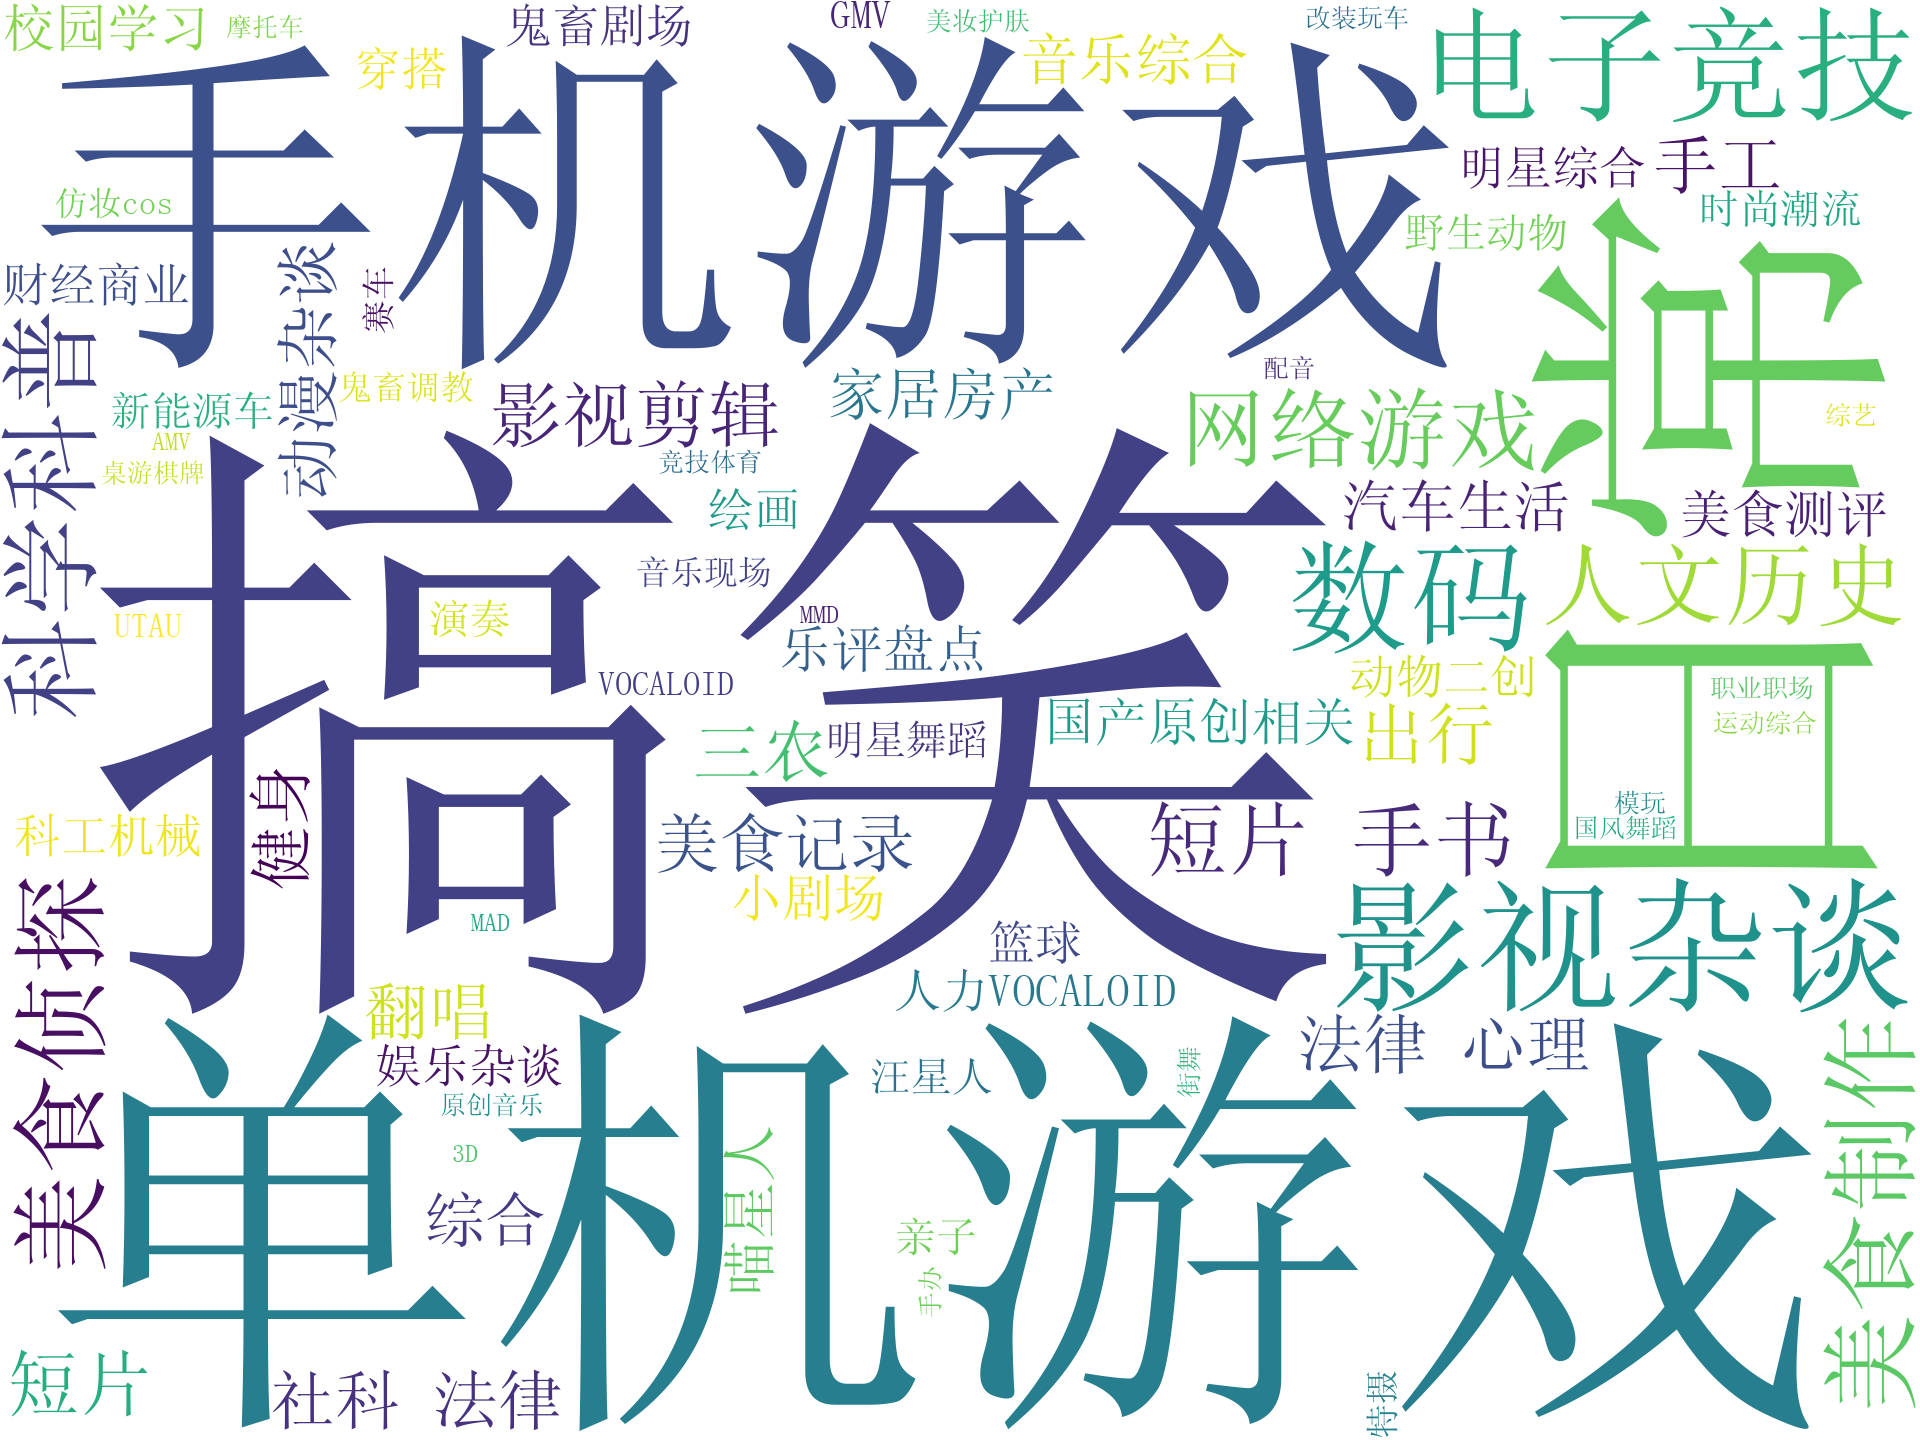 校园学习
摩托车
鬼畜剧场
GMV
美妆护肤
改装玩车
手机游戏
穿搭
音乐综合
电子竞技
明星综合
手工
仿妆cos
野生动物
时尚潮流
财经商业
动漫杂谈
赛车
日常
科学科普
新能源车
鬼畜调教
影视剪辑
家居房产
配音
网络游戏
综艺
AMV
桌游棋牌
竞技体育
绘画
汽车生活
美食测评
搞笑
音乐现场
数码
人文历史
UTAU
演奏
MMD
乐评盘点
VOCALOID
动物二创
职业职场
运动综合
三农
明星舞蹈
国产原创相关
出行
健身
科工机械
美食记录
短片 手书
模玩
国风舞蹈
小剧场
美食侦探
MAD
影视杂谈
篮球
人力VOCALOID
翻唱
娱乐杂谈
原创音乐
汪星人
街舞
法律 心理
美食制作
单机游戏
3D
喵星人
综合
亲子
手办
短片
社科 法律
特摄